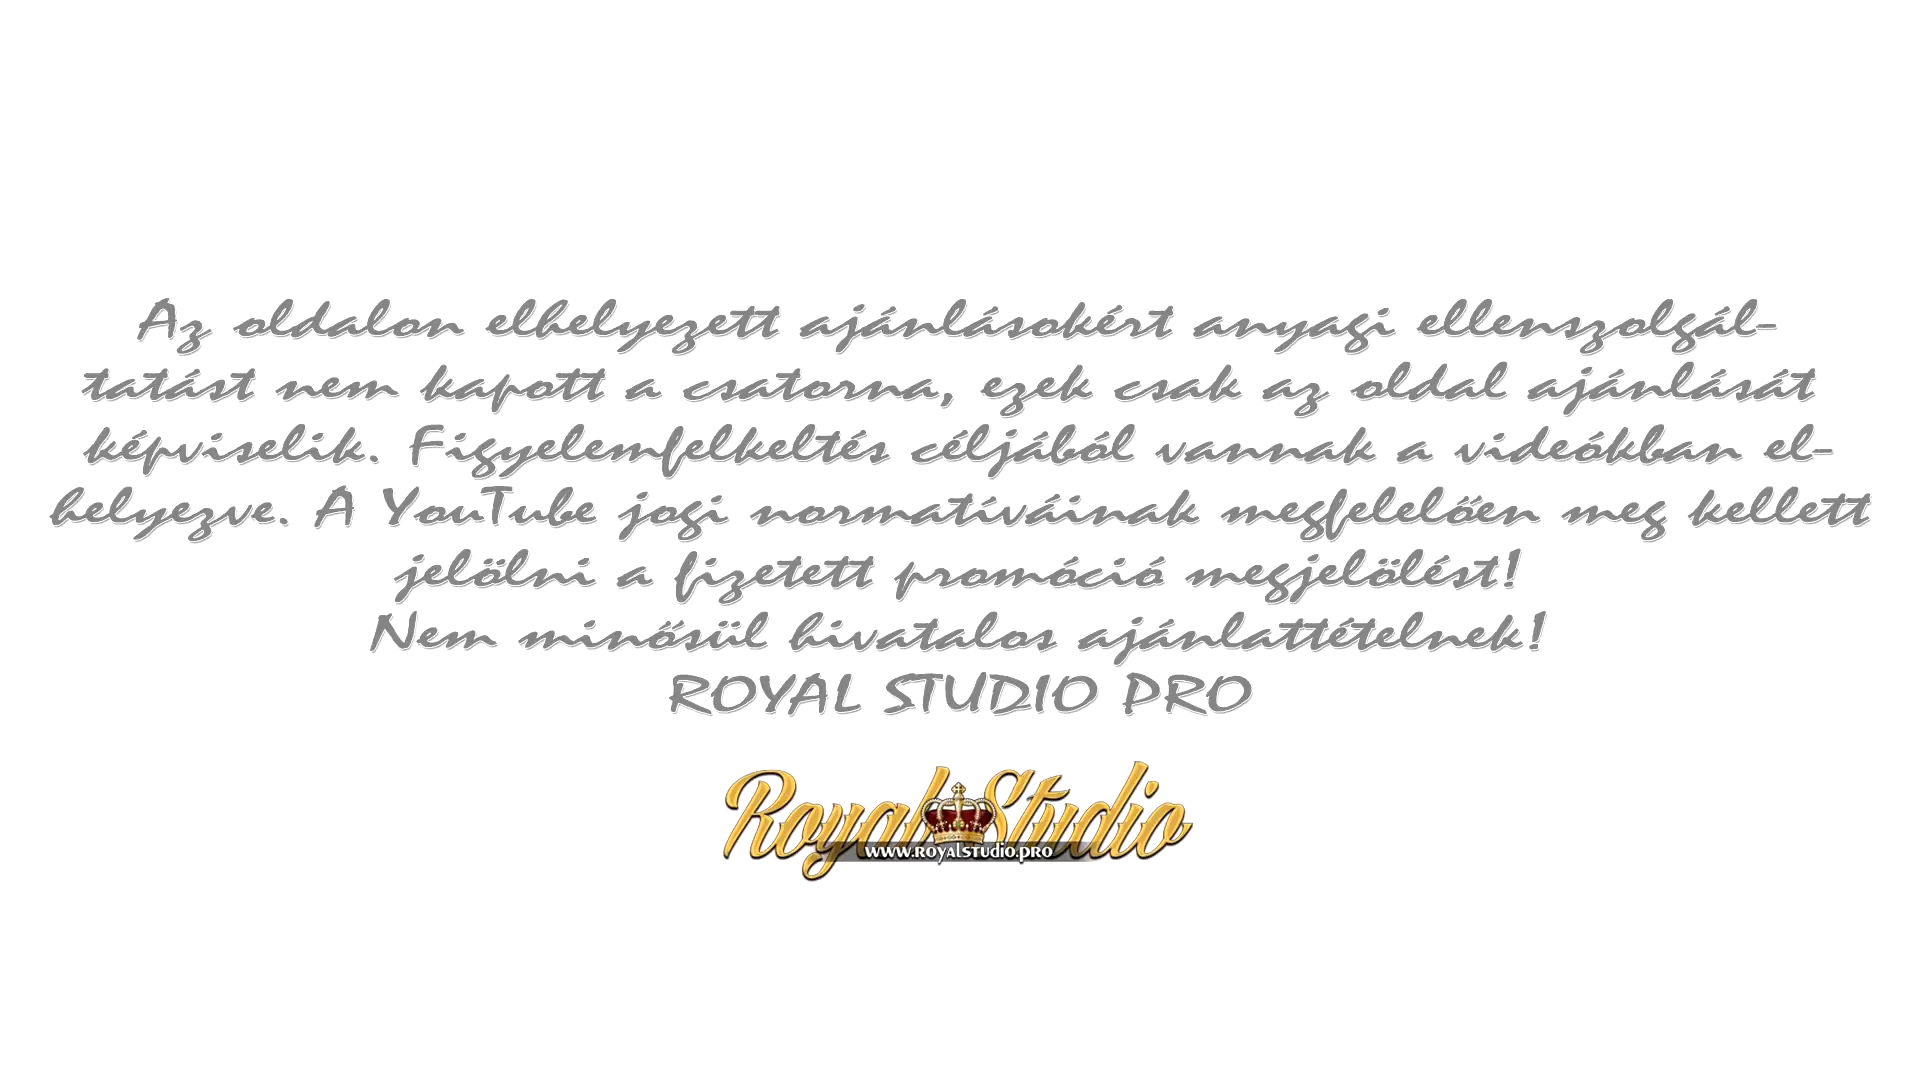 Az oldalon elhelyezett ajánlásokért anyagi ellenszolgál-
tatást nem kapott a csatorna, ezek csak az oldal ajánlását
képviselik. Figyelemfelkeltés céljából vannak a videókban el-
helyezve. A YouTube jogi normatíváinak megfelelően meg kellett
jelölni a fizetett promóció megjelölést!
Nem minősül hivatalos ajánlattételnek!
ROYAL STUDIO PRO
Royal Studio
www.royalstudio.pro